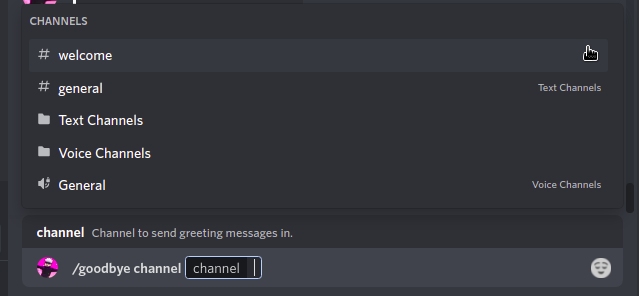 CHANNELS
# welcome
# general Text Channels
Text Channels
Voice Channels
General Voice Channels
channel Channel to send greeting messages in.
/goodbye channel channel